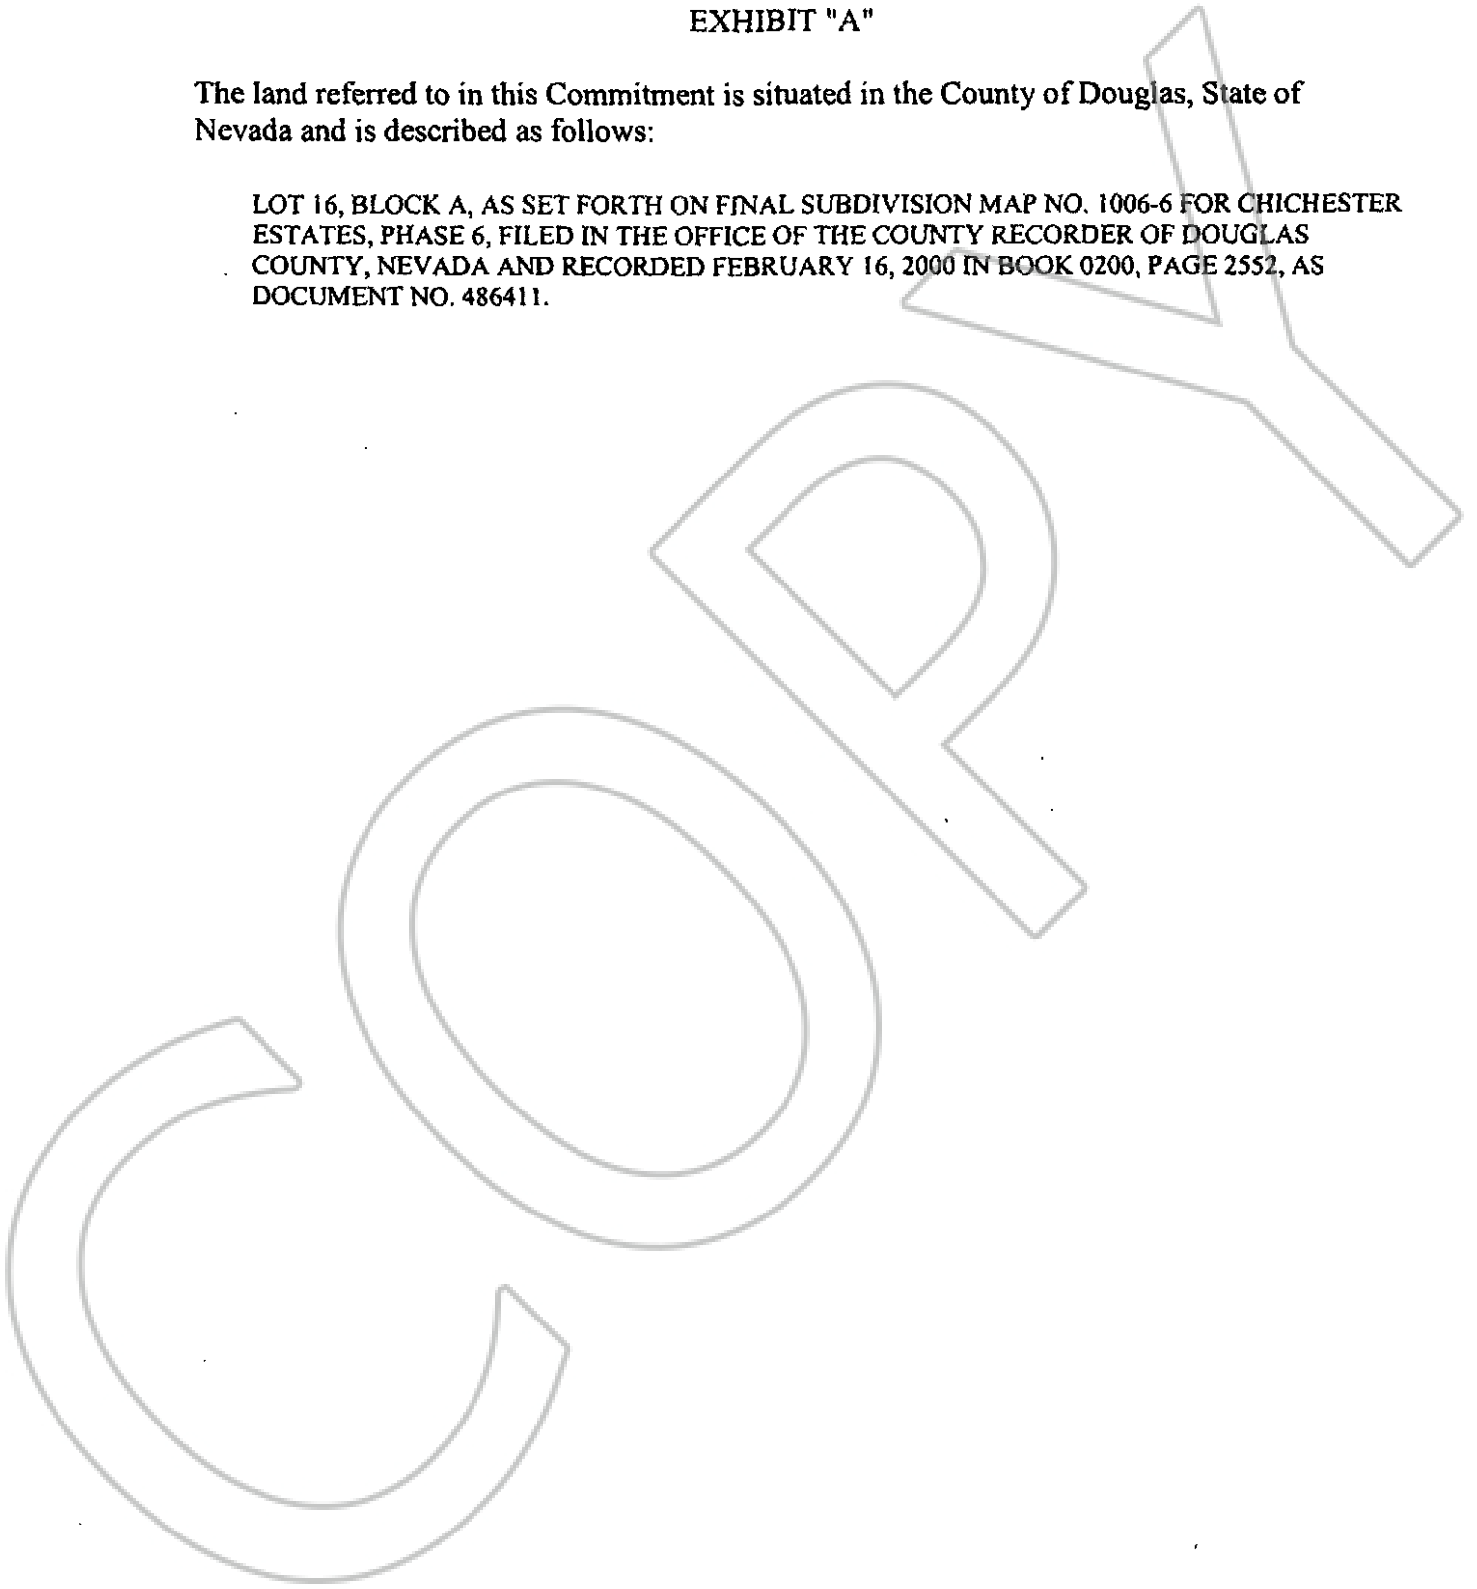 EXHIBIT "A"
The land referred to in this Commitment is situated in the County of Douglas, State of
Nevada and is described as follows:
LOT 16, BLOCK A, AS SET FORTH ON FINAL SUBDIVISION MAP NO. 1006-6 FOR CHICHESTER
ESTATES, PHASE 6, FILED IN THE OFFICE OF THE COUNTY RECORDER OF DOUGLAS
COUNTY, NEVADA AND RECORDED FEBRUARY 16, 2000 IN BOOK 0200, PAGE 2552, AS
DOCUMENT NO. 486411.
COPY